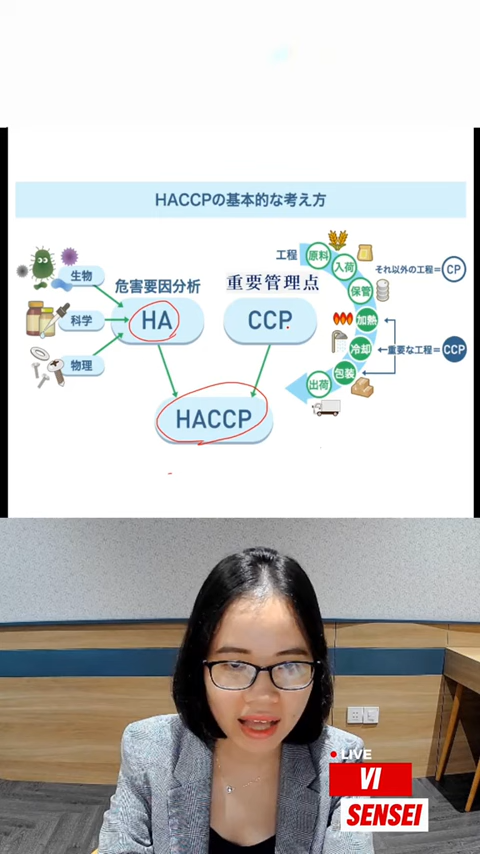 HACCPの基本的な考え方
生物
科学
物理
危害要因分析
HA
重要管理点
CCP
HACCP
工程
原料
入荷
保管
加熱
冷却
包装
出荷
それ以外の工程=CP
重要な工程=CCP
LIVE
VI
SENSEI